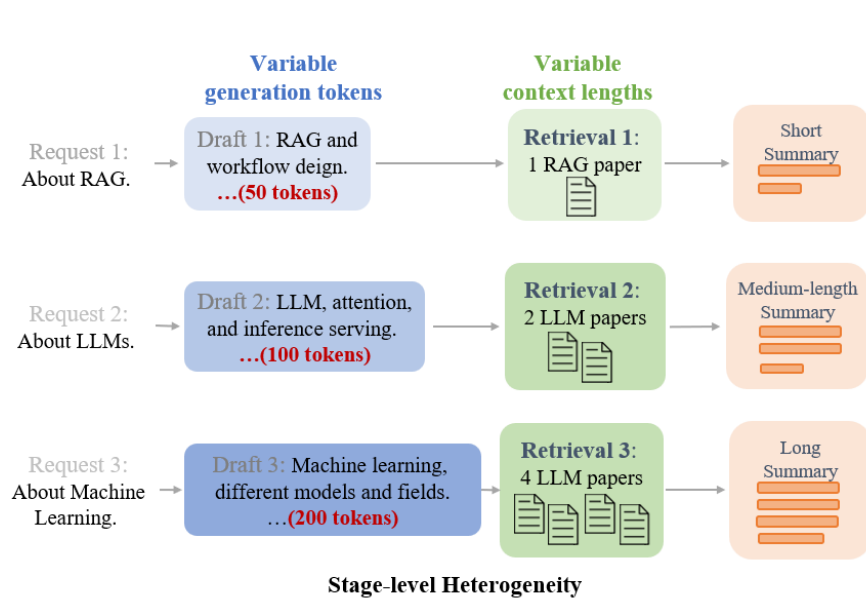 Variable
generation tokens
Variable
context lengths
Request 1:
About RAG.
Draft 1: RAG and
workflow deign.
…(50 tokens)
Retrieval 1:
1 RAG paper
Short
Summary
Request 2:
About LLMs.
Draft 2: LLM, attention,
and inference serving.
…(100 tokens)
Retrieval 2:
2 LLM papers
Medium-length
Summary
Request 3:
About Machine
Learning.
Draft 3: Machine learning,
different models and fields.
…(200 tokens)
Retrieval 3:
4 LLM papers
Long
Summary
Stage-level Heterogeneity